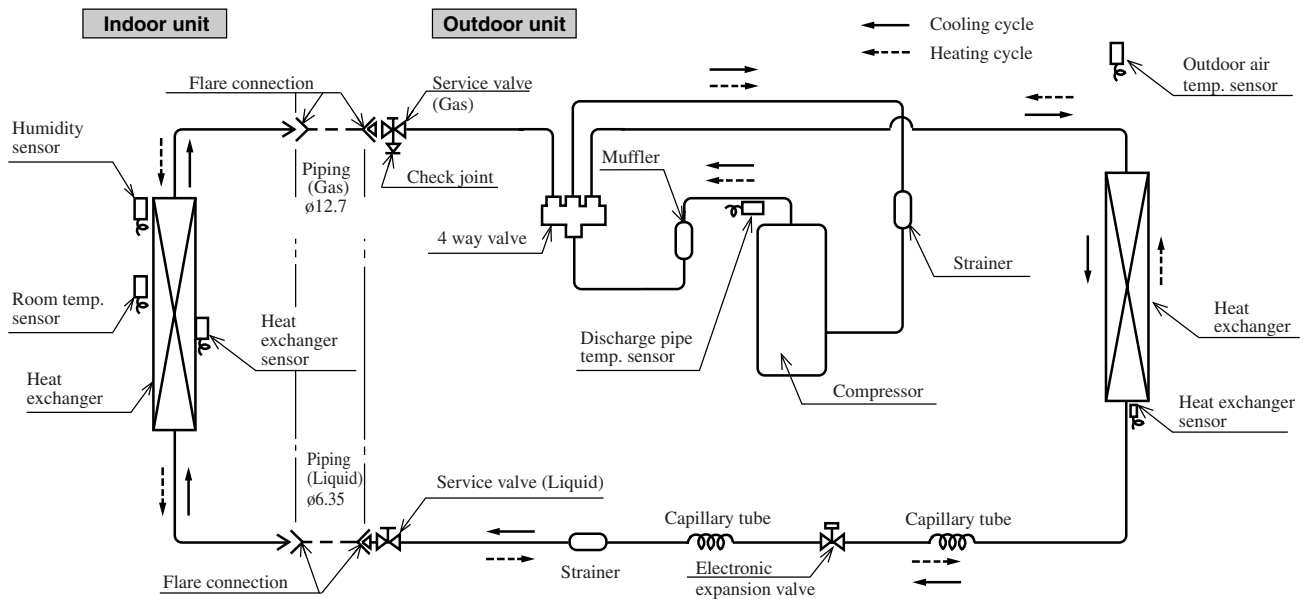 Indoor unit
Outdoor unit
Cooling cycle
Heating cycle
Outdoor air
temp. sensor
Flare connection
Service valve
(Gas)
Humidity
sensor
Piping
(Gas)
ø12.7
Check joint
Muffler
4 way valve
Strainer
Room temp.
sensor
Heat
exchanger
sensor
Discharge pipe
temp. sensor
Heat
exchanger
Heat
exchanger
Compressor
Heat exchanger
sensor
Piping
(Liquid)
ø6.35
Service valve (Liquid)
Capillary tube
Capillary tube
Flare connection
Strainer
Electronic
expansion valve